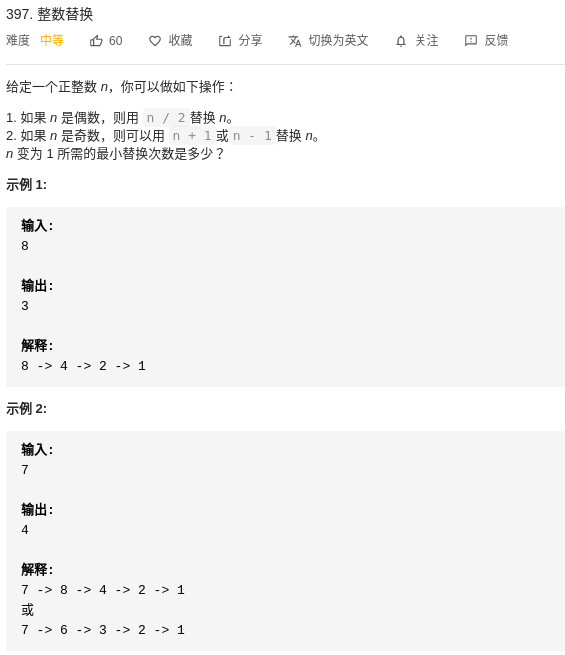 397. 整数替换
难度 中等 60 收藏 分享 切换为英文 关注 反馈
给定一个正整数 n，你可以做如下操作：
1. 如果 n 是偶数，则用 n / 2 替换 n。
2. 如果 n 是奇数，则可以用 n + 1 或 n - 1 替换 n。
n 变为 1 所需的最小替换次数是多少？
示例 1:
输入:
8
输出:
3
解释:
8 -> 4 -> 2 -> 1
示例 2:
输入:
7
输出:
4
解释:
7 -> 8 -> 4 -> 2 -> 1
或
7 -> 6 -> 3 -> 2 -> 1